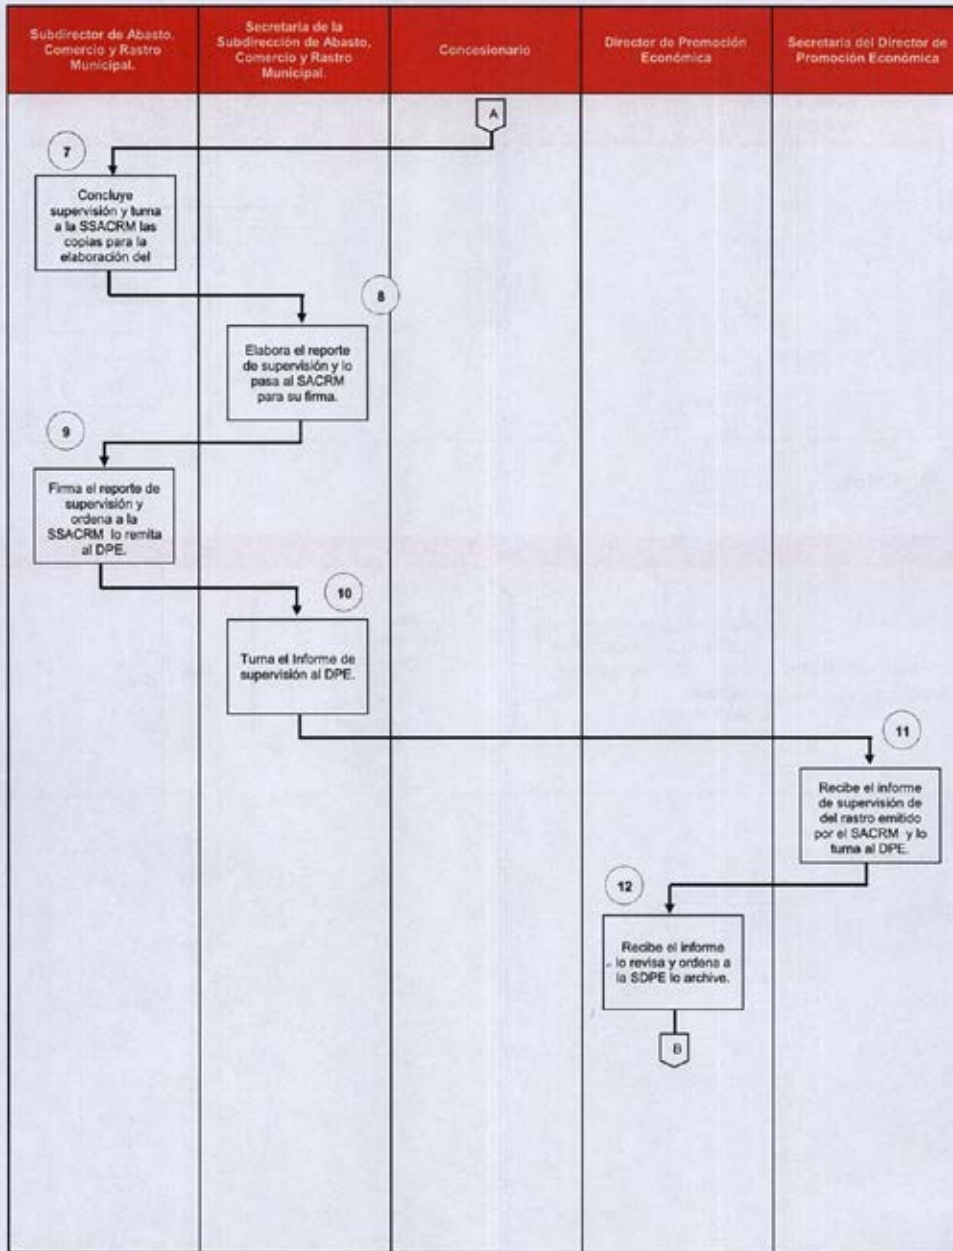 Subdirector de Abasto,
Comercio y Rastro
Municipal.
Secretaria de la
Subdirección de Abasto,
Comercio y Rastro
Municipal.
Concesionario
Director de Promoción
Económica
Secretaria del Director de
Promoción Económica
A
7
Concluye
supervisión y turna
a la SSACRM las
copias para la
elaboración del
8
Elabora el reporte
de supervisión y lo
pasa al SACRM
para su firma.
9
Firma el reporte de
supervisión y
ordena a la
SSACRM lo remita
al DPE.
10
Turna el Informe de
supervisión al DPE.
11
Recibe el informe
de supervisión de
del rastro emitido
por el SACRM y lo
turna al DPE.
12
Recibe el informe
lo revisa y ordena a
la SDPE lo archive.
B